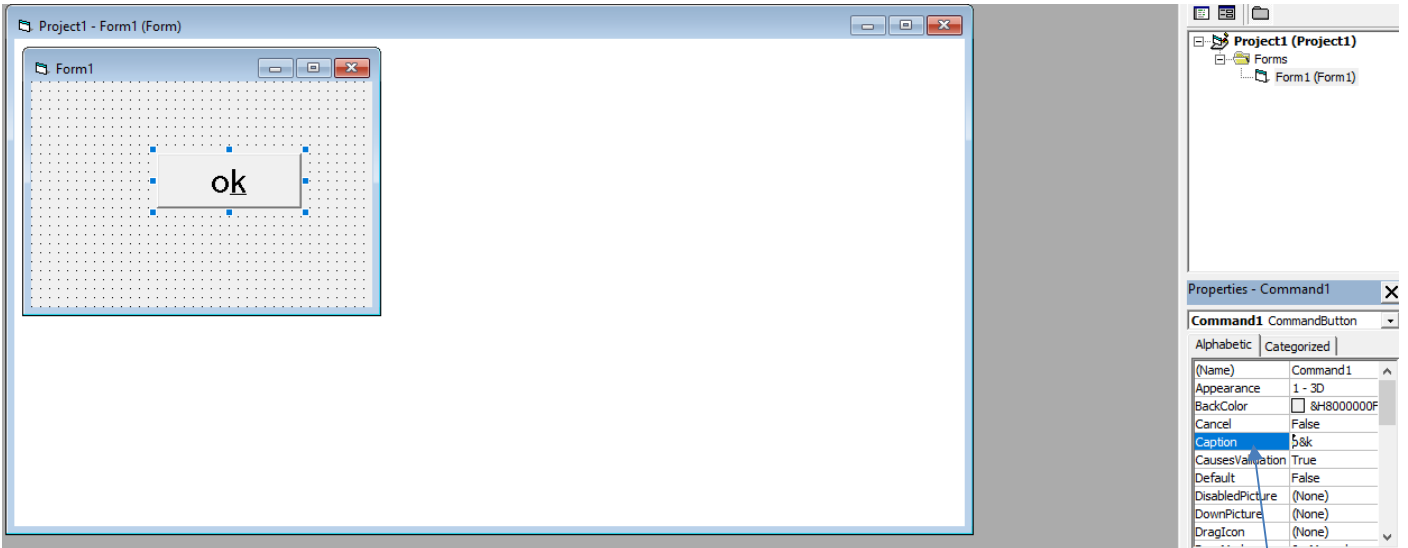 Project1 - Form1 (Form)
Form1
ok
Project1 (Project1)
Forms
Form1 (Form1)
Properties - Command1
Command1 CommandButton
Alphabetic Categorized
(Name) Command1
Appearance 1 - 3D
BackColor &H8000000F
Cancel False
Caption o&k
CausesValidation True
Default False
DisabledPicture (None)
DownPicture (None)
DragIcon (None)